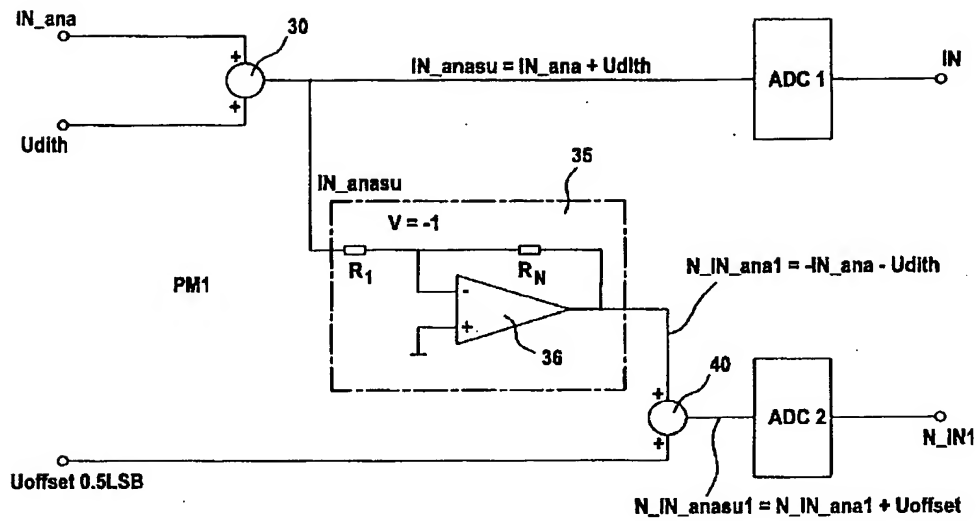 IN_ana
30
IN_anasu = IN_ana + Udith
ADC 1
IN
Udith
35
IN_anasu
V = -1
R1
RN
N_IN_ana1 = -IN_ana - Udith
PM1
36
40
ADC 2
N_IN1
Uoffset 0.5LSB
N_IN_anasu1 = N_IN_ana1 + Uoffset